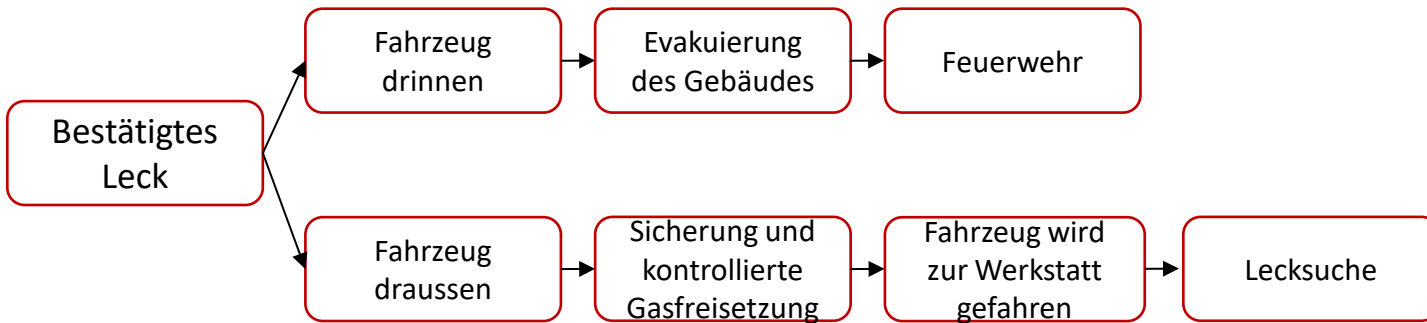 Bestätigtes
Leck
Fahrzeug
drinnen
Evakuierung
des Gebäudes
Feuerwehr
Fahrzeug
draussen
Sicherung und
kontrollierte
Gasfreisetzung
Fahrzeug wird
zur Werkstatt
gefahren
Lecksuche